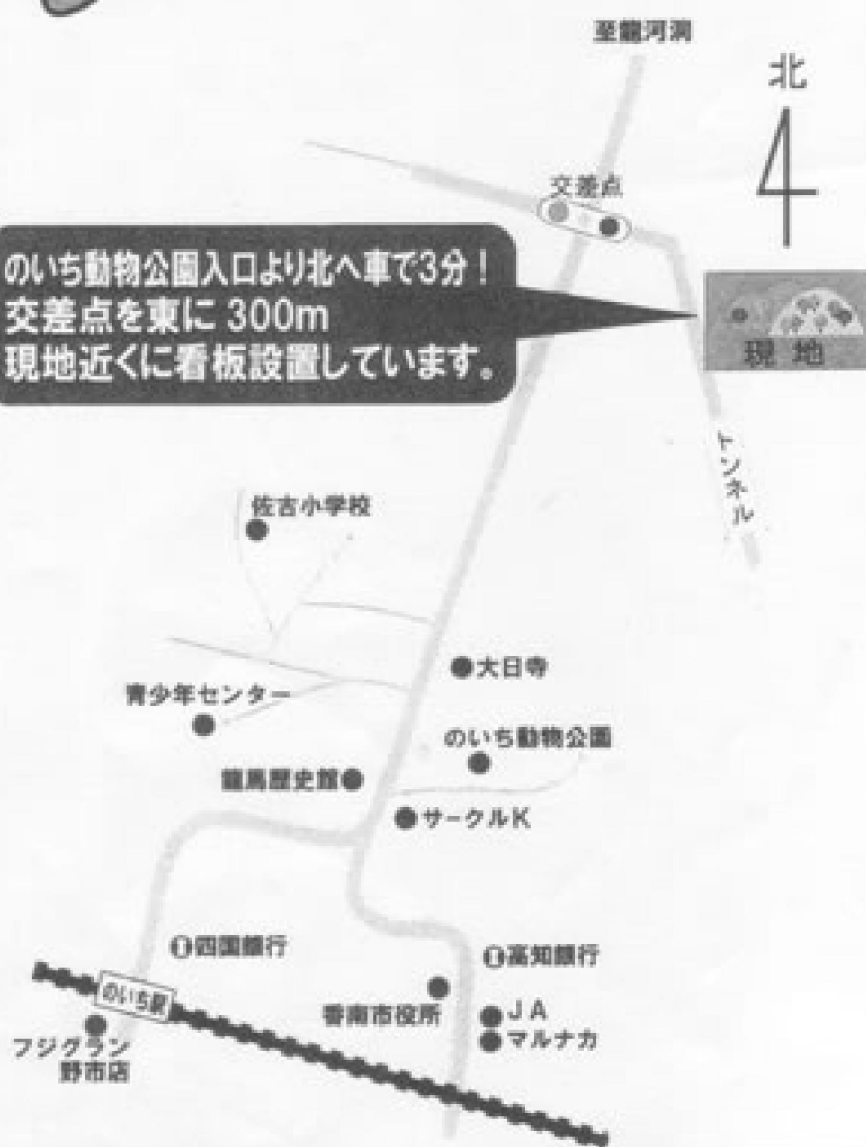 至龍河洞
北
交差点
のいち動物公園入口より北へ車で3分！
交差点を東に 300m
現地近くに看板設置しています。
現 地
トンネル
佐古小学校
大日寺
青少年センター
のいち動物公園
龍馬歴史館
サークルK
四国銀行
高知銀行
のいち駅
香南市役所
JA
マルナカ
フジグラン
野市店